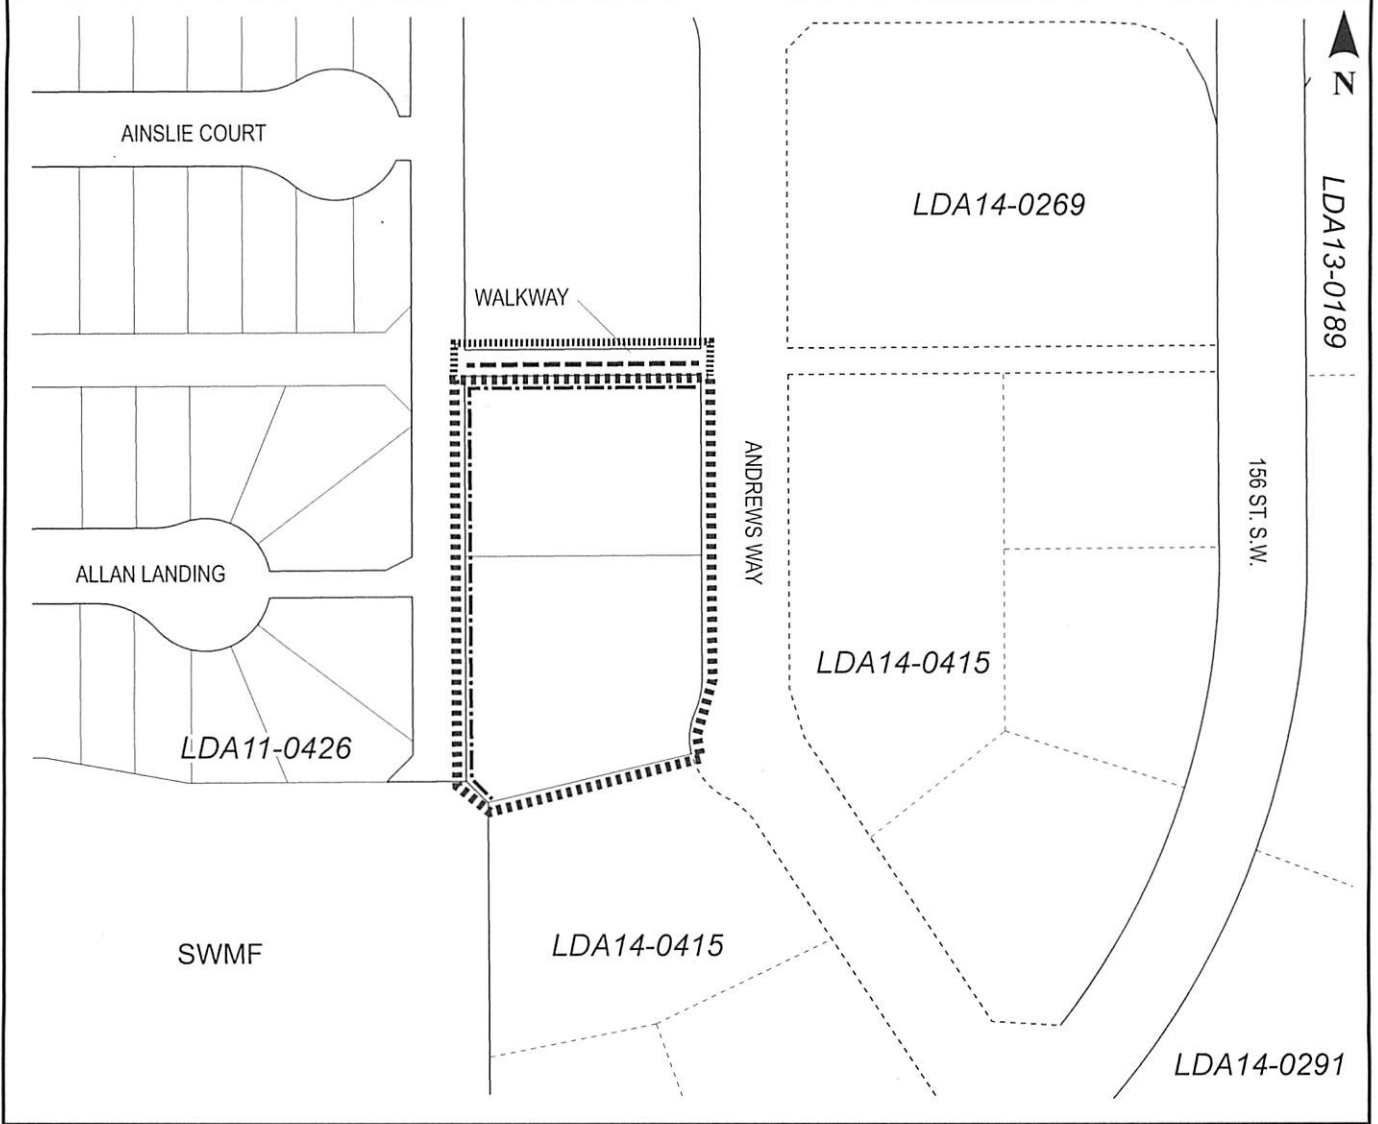 N
AINSLIE COURT
LDA14-0269
LDA13-0189
WALKWAY
ANDREWS WAY
156 ST. S.W.
ALLAN LANDING
LDA14-0415
LDA11-0426
SWMF
LDA14-0415
LDA14-0291